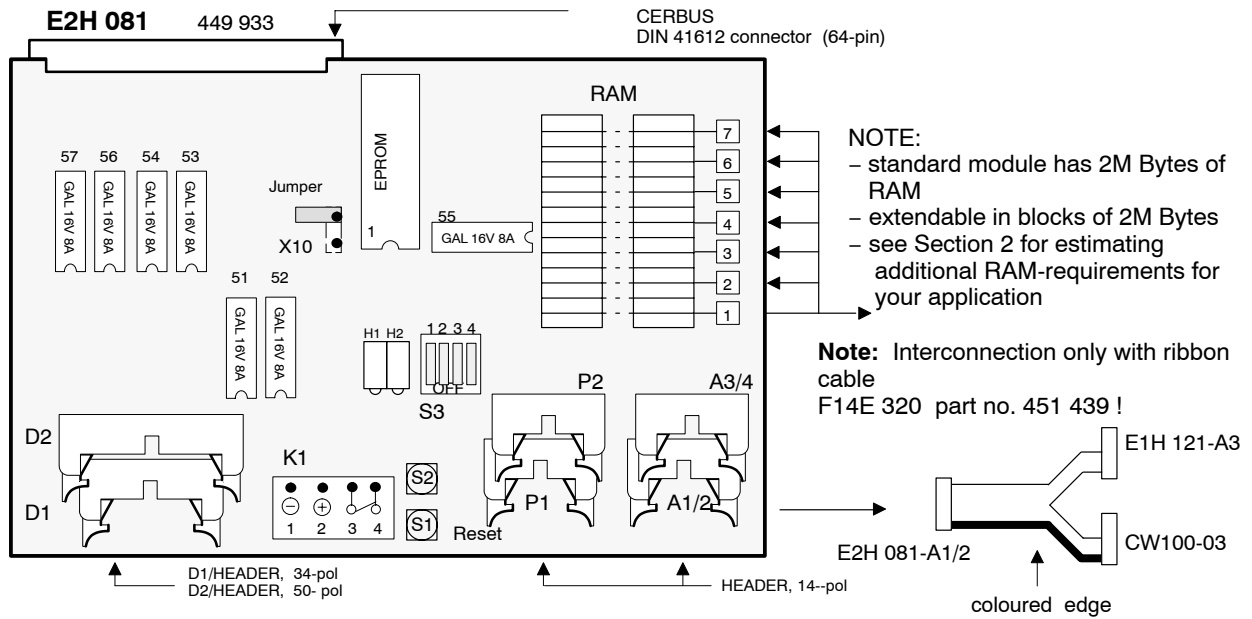 E2H 081 449 933
CERBUS
DIN 41612 connector (64-pin)
RAM
EPROM
1
7
6
5
4
3
2
1
NOTE:
– standard module has 2M Bytes of
RAM
– extendable in blocks of 2M Bytes
– see Section 2 for estimating
additional RAM-requirements for
your application
57 56 54 53
GAL 16V 8A
GAL 16V 8A
GAL 16V 8A
GAL 16V 8A
Jumper
X10
55
GAL 16V 8A
51 52
GAL 16V 8A
GAL 16V 8A
H1 H2
1 2 3 4
OFF
S3
Note: Interconnection only with ribbon
cable
F14E 320 part no. 451 439 !
P2
A3/4
D2
D1
K1
– +
1 2 3 4
S2
S1
Reset
P1
A1/2
E1H 121-A3
E2H 081-A1/2
CW100-03
coloured edge
D1/HEADER, 34-pol
D2/HEADER, 50- pol
HEADER, 14--pol